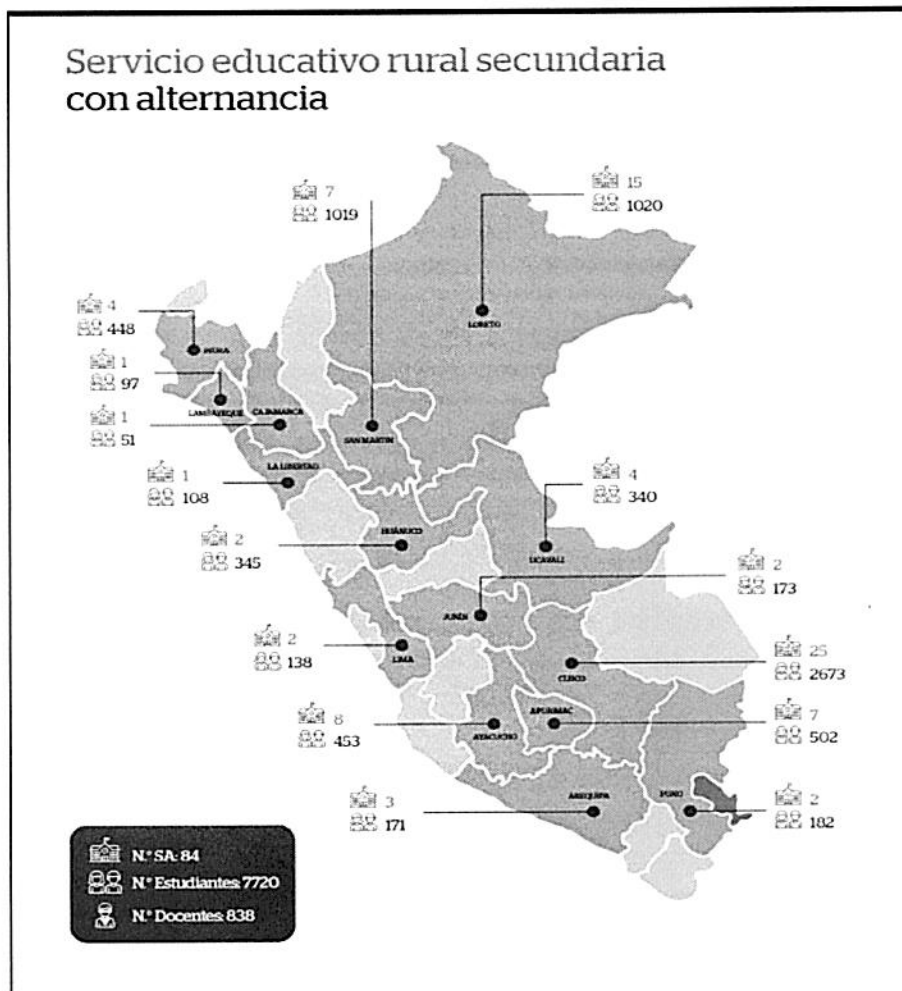 Servicio educativo rural secundaria
con alternancia
7
1019
15
1020
LORETO
4
448
PIURA
1
97
LAMBAYEQUE
CAJAMARCA
1
51
SAN MARTIN
LA LIBERTAD
1
108
4
340
HUÁNUCO
2
345
UCAYALI
2
173
JUNÍN
2
138
LIMA
25
2673
CUSCO
APURIMAC
7
502
8
453
AYACUCHO
AREQUIPA
3
171
PUNO
2
182
N.° SA: 84
N.° Estudiantes: 7720
N.° Docentes: 838